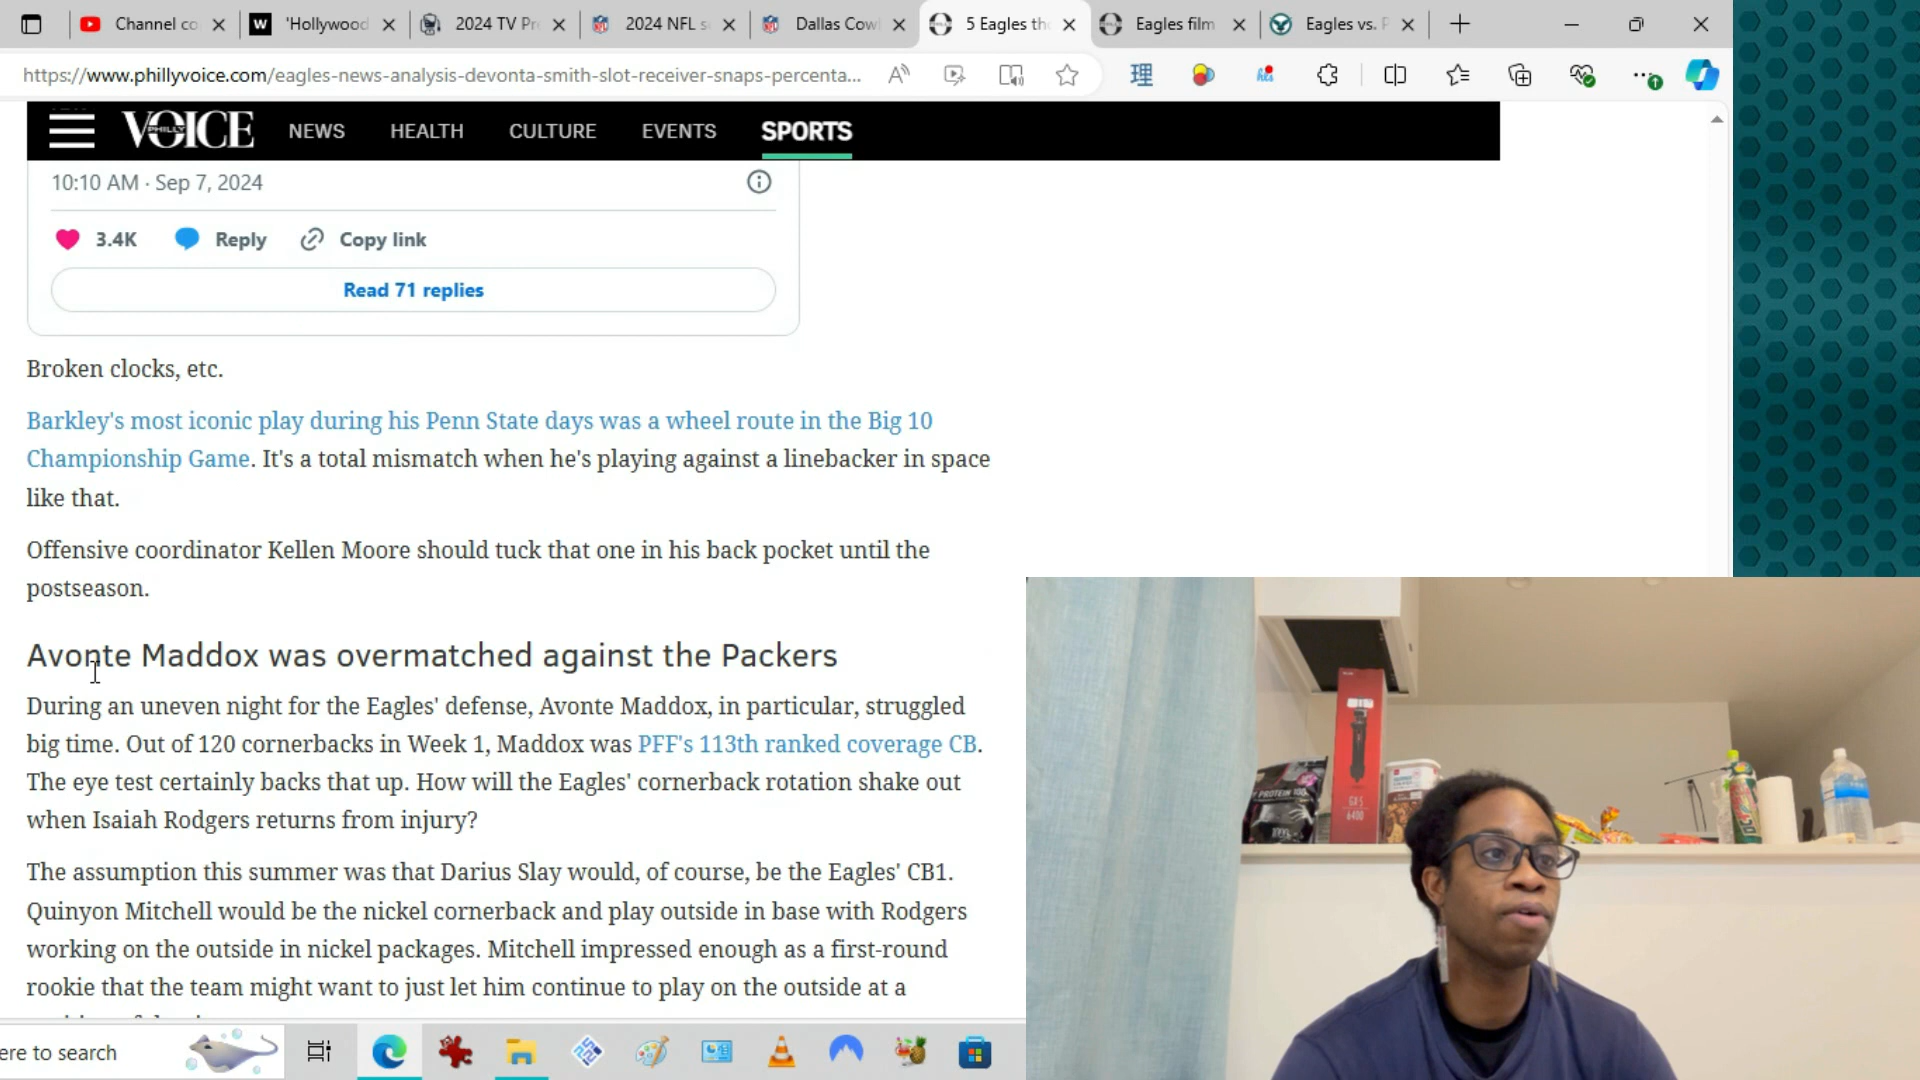 Channel co
'Hollywood
2024 TV Pr
2024 NFL s
Dallas Cow
5 Eagles th
Eagles film
Eagles vs. P
https://www.phillyvoice.com/eagles-news-analysis-devonta-smith-slot-receiver-snaps-percenta...
PHILLY VOICE
NEWS
HEALTH
CULTURE
EVENTS
SPORTS
10:10 AM · Sep 7, 2024
3.4K
Reply
Copy link
Read 71 replies
Broken clocks, etc.
Barkley's most iconic play during his Penn State days was a wheel route in the Big 10
Championship Game. It's a total mismatch when he's playing against a linebacker in space
like that.
Offensive coordinator Kellen Moore should tuck that one in his back pocket until the
postseason.
Avonte Maddox was overmatched against the Packers
During an uneven night for the Eagles' defense, Avonte Maddox, in particular, struggled
big time. Out of 120 cornerbacks in Week 1, Maddox was PFF's 113th ranked coverage CB.
The eye test certainly backs that up. How will the Eagles' cornerback rotation shake out
when Isaiah Rodgers returns from injury?
The assumption this summer was that Darius Slay would, of course, be the Eagles' CB1.
Quinyon Mitchell would be the nickel cornerback and play outside in base with Rodgers
working on the outside in nickel packages. Mitchell impressed enough as a first-round
rookie that the team might want to just let him continue to play on the outside at a
ere to search
PROTEIN 100